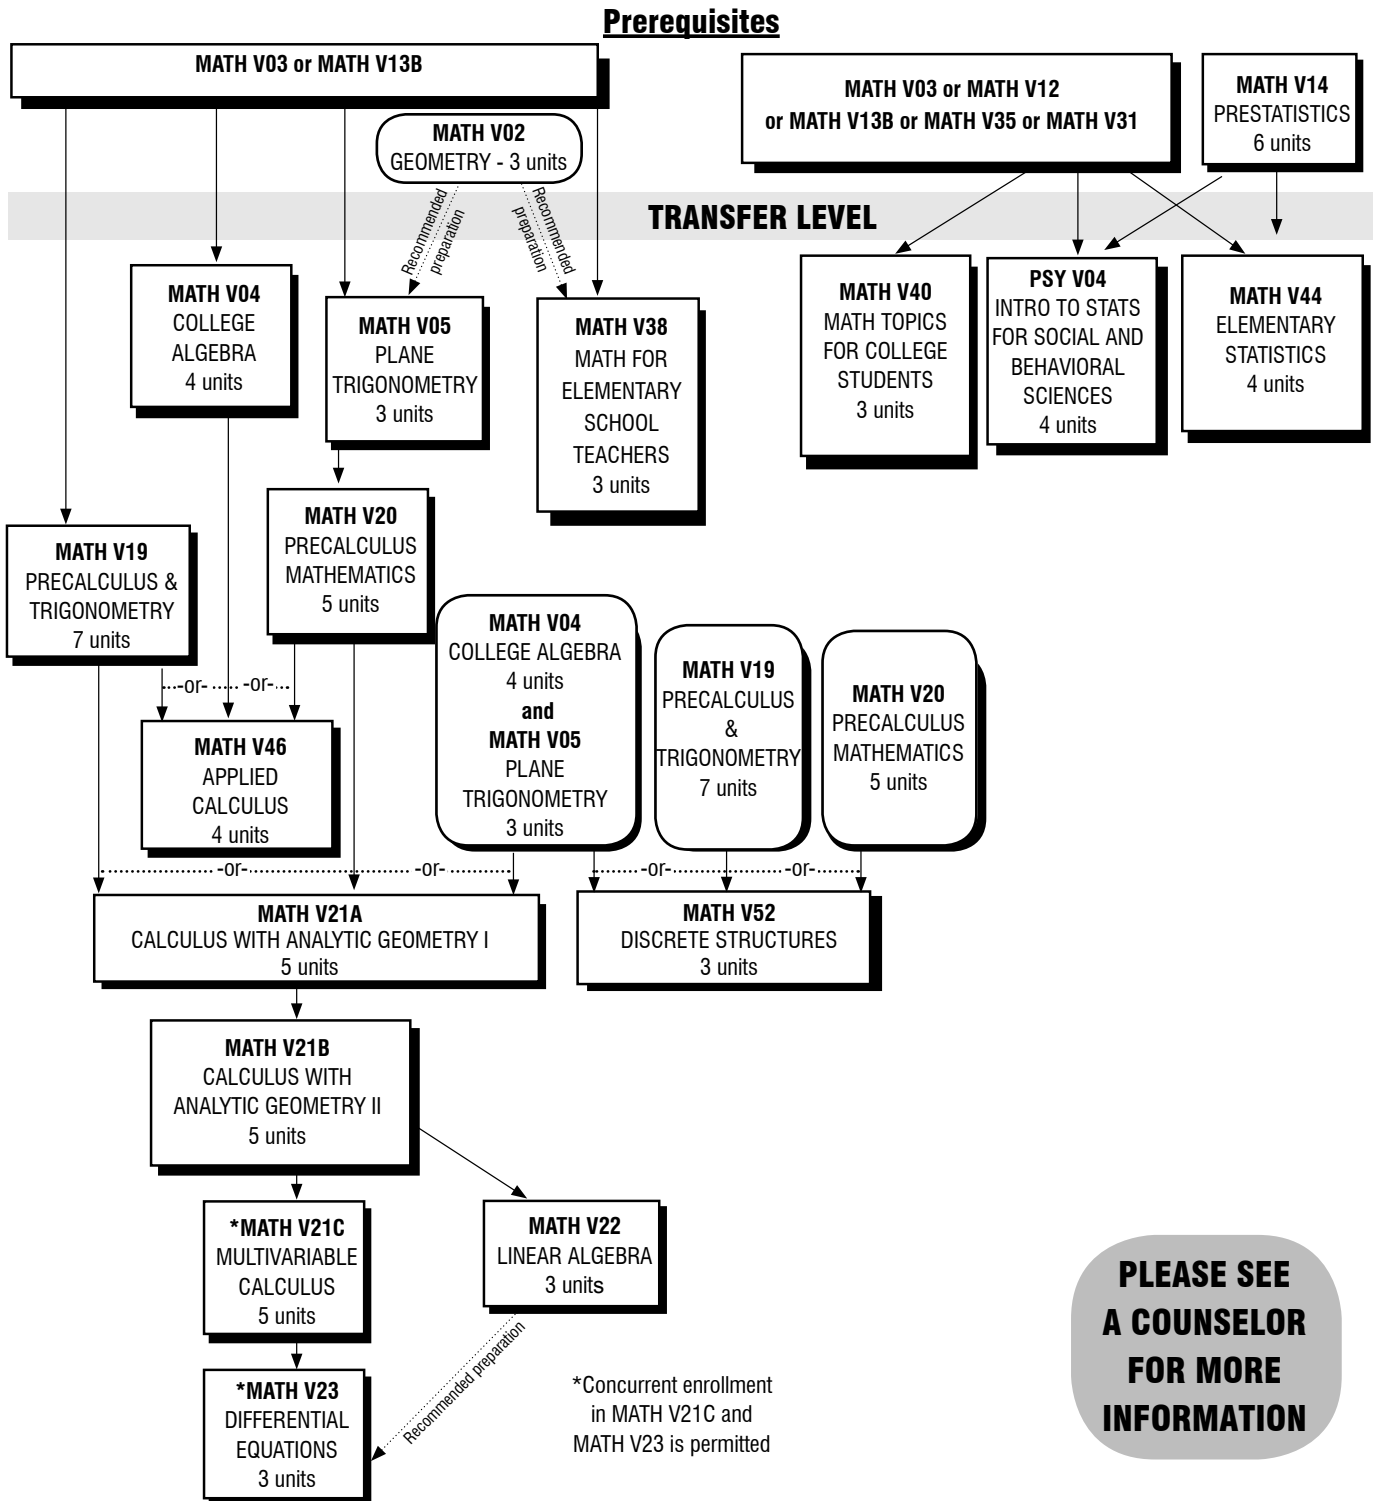 Prerequisites
MATH V03 or MATH V13B
MATH V03 or MATH V12
or MATH V13B or MATH V35 or MATH V31
MATH V14
PRESTATISTICS
6 units
MATH V02
GEOMETRY - 3 units
TRANSFER LEVEL
Recommended
preparation
Recommended
preparation
MATH V04
COLLEGE
ALGEBRA
4 units
MATH V05
PLANE
TRIGONOMETRY
3 units
MATH V38
MATH FOR
ELEMENTARY
SCHOOL
TEACHERS
3 units
MATH V40
MATH TOPICS
FOR COLLEGE
STUDENTS
3 units
PSY V04
INTRO TO STATS
FOR SOCIAL AND
BEHAVIORAL
SCIENCES
4 units
MATH V44
ELEMENTARY
STATISTICS
4 units
MATH V19
PRECALCULUS &
TRIGONOMETRY
7 units
MATH V20
PRECALCULUS
MATHEMATICS
5 units
-or-
-or-
MATH V46
APPLIED
CALCULUS
4 units
MATH V04
COLLEGE ALGEBRA
4 units
and
MATH V05
PLANE
TRIGONOMETRY
3 units
MATH V19
PRECALCULUS
&
TRIGONOMETRY
7 units
MATH V20
PRECALCULUS
MATHEMATICS
5 units
-or-
-or-
-or-
-or-
MATH V21A
CALCULUS WITH ANALYTIC GEOMETRY I
5 units
MATH V52
DISCRETE STRUCTURES
3 units
MATH V21B
CALCULUS WITH
ANALYTIC GEOMETRY II
5 units
*MATH V21C
MULTIVARIABLE
CALCULUS
5 units
MATH V22
LINEAR ALGEBRA
3 units
Recommended preparation
*MATH V23
DIFFERENTIAL
EQUATIONS
3 units
*Concurrent enrollment
in MATH V21C and
MATH V23 is permitted
PLEASE SEE
A COUNSELOR
FOR MORE
INFORMATION